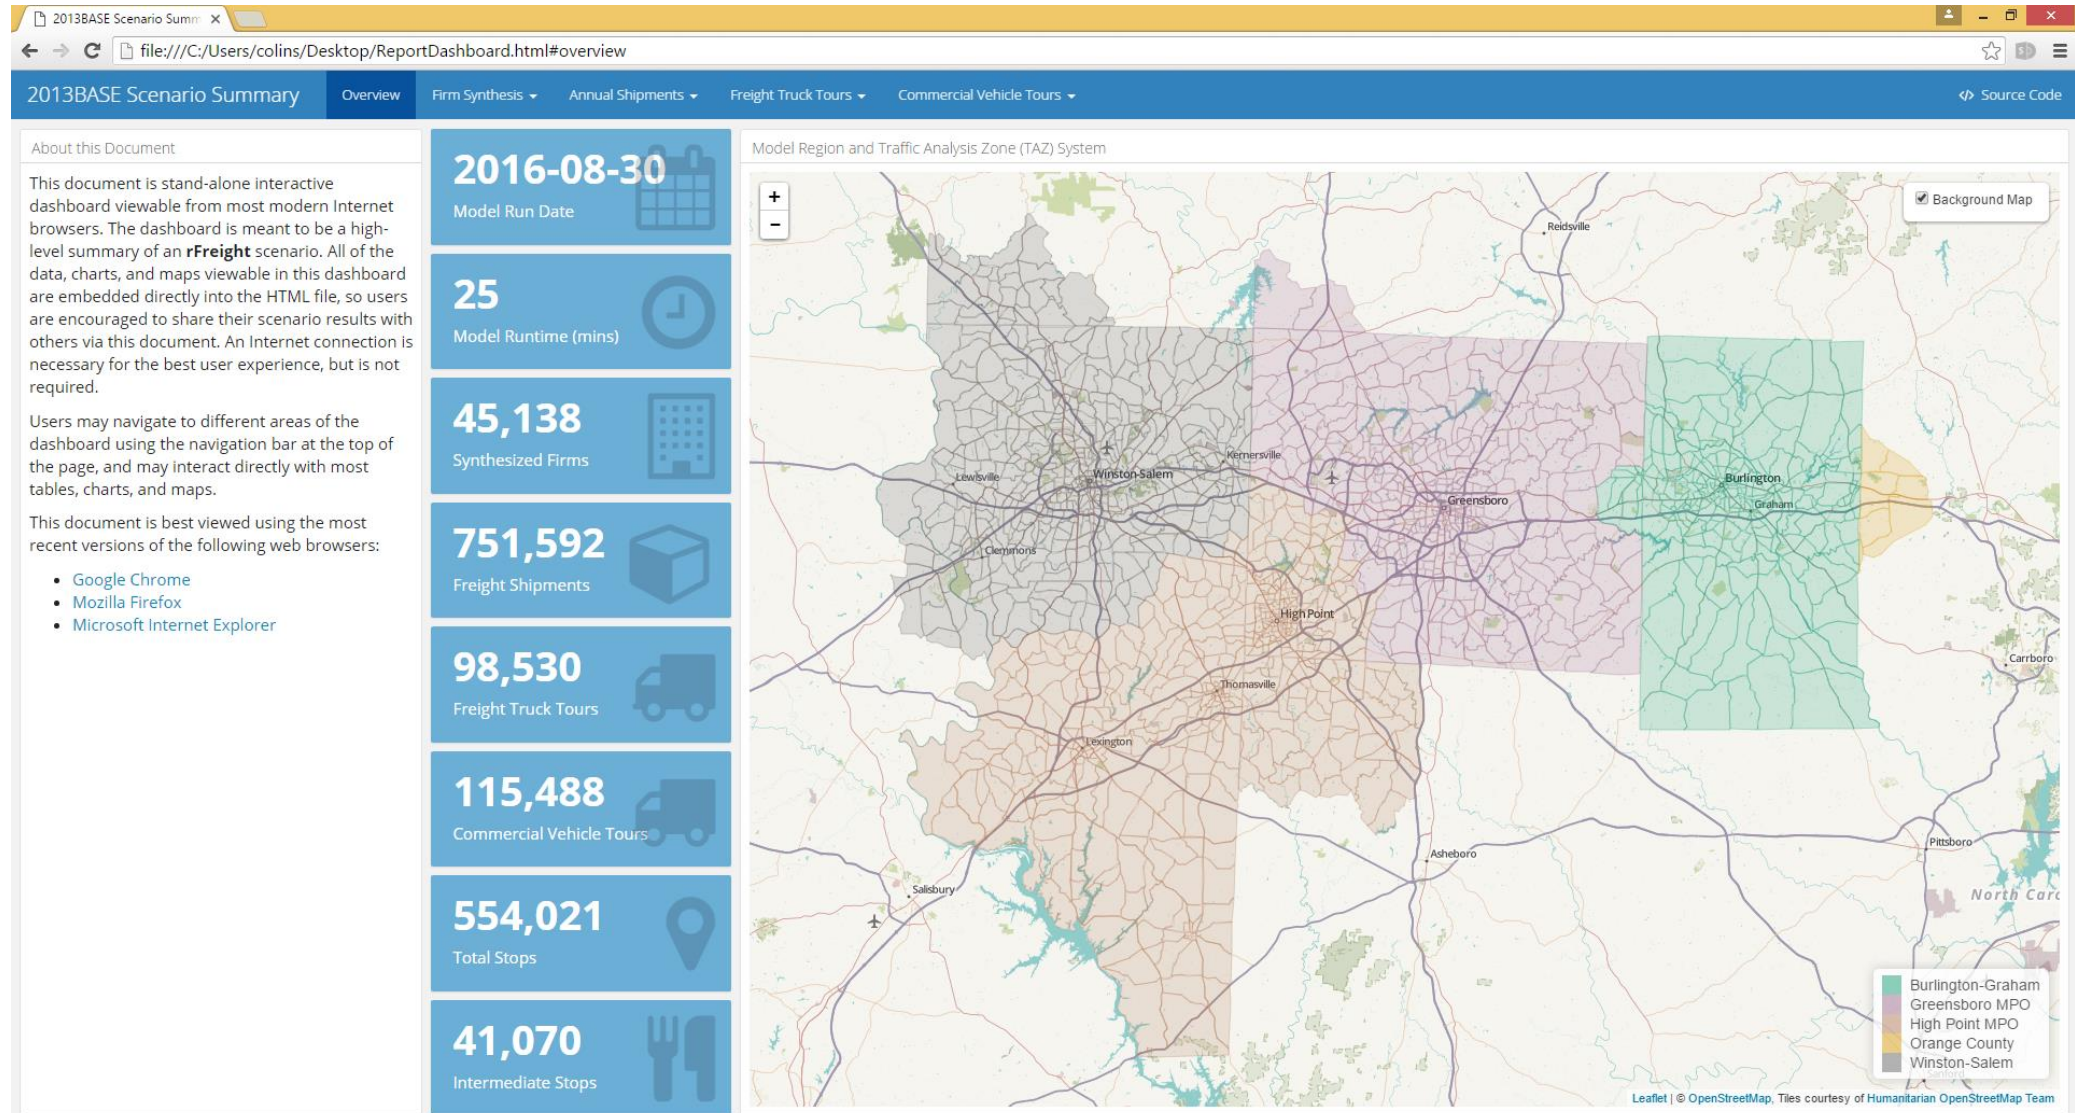 2013BASE Scenario Summ
file:///C:/Users/colins/Desktop/ReportDashboard.html#overview
2013BASE Scenario Summary
Overview
Firm Synthesis
Annual Shipments
Freight Truck Tours
Commercial Vehicle Tours
</> Source Code
About this Document
This document is stand-alone interactive
dashboard viewable from most modern Internet
browsers. The dashboard is meant to be a high-
level summary of an rFreight scenario. All of the
data, charts, and maps viewable in this dashboard
are embedded directly into the HTML file, so users
are encouraged to share their scenario results with
others via this document. An Internet connection is
necessary for the best user experience, but is not
required.
Users may navigate to different areas of the
dashboard using the navigation bar at the top of
the page, and may interact directly with most
tables, charts, and maps.
This document is best viewed using the most
recent versions of the following web browsers:
Google Chrome
Mozilla Firefox
Microsoft Internet Explorer
2016-08-30
Model Run Date
25
Model Runtime (mins)
45,138
Synthesized Firms
751,592
Freight Shipments
98,530
Freight Truck Tours
115,488
Commercial Vehicle Tours
554,021
Total Stops
41,070
Intermediate Stops
Model Region and Traffic Analysis Zone (TAZ) System
+
−
Background Map
Reidsville
Kernersville
Lewisville
Winston-Salem
Burlington
Greensboro
Graham
Clemmons
High Point
Carrboro
Thomasville
Lexington
Pittsboro
Asheboro
Salisbury
North Caro
Burlington-Graham
Greensboro MPO
High Point MPO
Orange County
Winston-Salem
Sanford
Leaflet | © OpenStreetMap, Tiles courtesy of Humanitarian OpenStreetMap Team